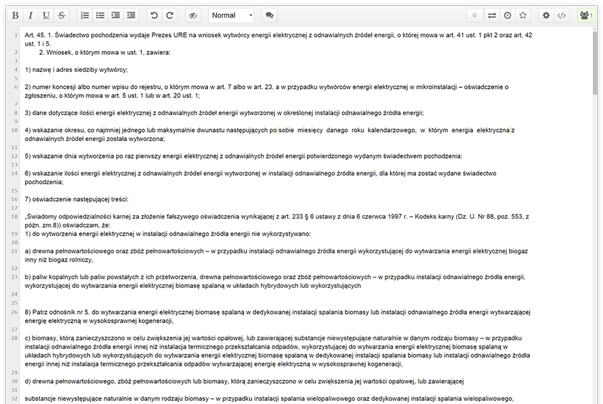 B I U S Normal 1
1 Art. 45. 1. Świadectwo pochodzenia wydaje Prezes URE na wniosek wytwórcy energii elektrycznej z odnawialnych źródeł energii, o której mowa w art. 41 ust. 1 pkt 2 oraz art. 42
ust. 1 i 5.
2 2. Wniosek, o którym mowa w ust. 1, zawiera:
3
4 1) nazwę i adres siedziby wytwórcy;
5
6 2) numer koncesji albo numer wpisu do rejestru, o którym mowa w art. 7 albo w art. 23, a w przypadku wytwórców energii elektrycznej w mikroinstalacji – oświadczenie o
zgłoszeniu, o którym mowa w art. 5 ust. 1 lub w art. 20 ust. 1;
7
8 3) dane dotyczące ilości energii elektrycznej z odnawialnych źródeł energii wytworzonej w określonej instalacji odnawialnego źródła energii;
9
10 4) wskazanie okresu, co najmniej jednego lub maksymalnie dwunastu następujących po sobie miesięcy danego roku kalendarzowego, w którym energia elektryczna z
odnawialnych źródeł energii została wytworzona;
11
12 5) wskazanie dnia wytworzenia po raz pierwszy energii elektrycznej z odnawialnych źródeł energii potwierdzonego wydanym świadectwem pochodzenia;
13
14 6) wskazanie ilości energii elektrycznej z odnawialnych źródeł energii wytworzonej w instalacji odnawialnego źródła energii, dla której ma zostać wydane świadectwo
pochodzenia;
15
16 7) oświadczenie następującej treści:
17
18 „Świadomy odpowiedzialności karnej za złożenie fałszywego oświadczenia wynikającej z art. 233 § 6 ustawy z dnia 6 czerwca 1997 r. – Kodeks karny (Dz. U. Nr 88, poz. 553, z
późn. zm.8)) oświadczam, że:
19 1) do wytworzenia energii elektrycznej w instalacji odnawialnego źródła energii nie wykorzystywano:
20
21 a) drewna pełnowartościowego oraz zbóż pełnowartościowych – w przypadku instalacji odnawialnego źródła energii wykorzystującej do wytwarzania energii elektrycznej biogaz
inny niż biogaz rolniczy,
22
23 b) paliw kopalnych lub paliw powstałych z ich przetworzenia, drewna pełnowartościowego oraz zbóż pełnowartościowych – w przypadku instalacji odnawialnego źródła energii,
wykorzystującej do wytwarzania energii elektrycznej biomasę spalaną w układach hybrydowych lub wykorzystujących
24
25
26 8) Patrz odnośnik nr 5. do wytwarzania energii elektrycznej biomasę spalaną w dedykowanej instalacji spalania biomasy lub instalacji odnawialnego źródła energii wytwarzającej
energię elektryczną w wysokosprawnej kogeneracji,
27
28 c) biomasy, którą zanieczyszczono w celu zwiększenia jej wartości opałowej, lub zawierającej substancje niewystępujące naturalnie w danym rodzaju biomasy – w przypadku
instalacji odnawialnego źródła energii innej niż instalacja termicznego przekształcania odpadów, wykorzystującej do wytwarzania energii elektrycznej biomasę spalaną w
układach hybrydowych lub wykorzystujących do wytwarzania energii elektrycznej biomasę spalaną w dedykowanej instalacji spalania biomasy lub instalacji odnawialnego źródła
energii innej niż instalacja termicznego przekształcania odpadów wytwarzającej energię elektryczną w wysokosprawnej kogeneracji,
29
30 d) drewna pełnowartościowego, zbóż pełnowartościowych lub biomasy, którą zanieczyszczono w celu zwiększenia jej wartości opałowej, lub zawierającej
31
32 substancje niewystępujące naturalnie w danym rodzaju biomasy – w przypadku instalacji spalania wielopaliwowego oraz dedykowanej instalacji spalania wielopaliwowego,